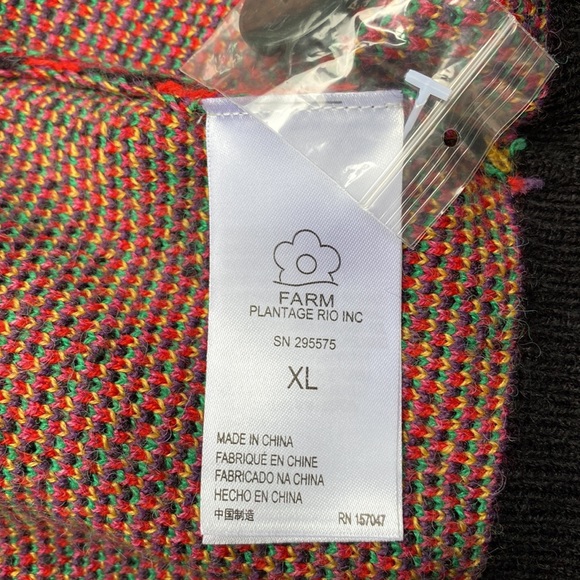 FARM
PLANTAGE RIO INC
SN 295575
XL
MADE IN CHINA
FABRIQUÉ EN CHINE
FABRICADO NA CHINA
HECHO EN CHINA
中国制造
RN 157047